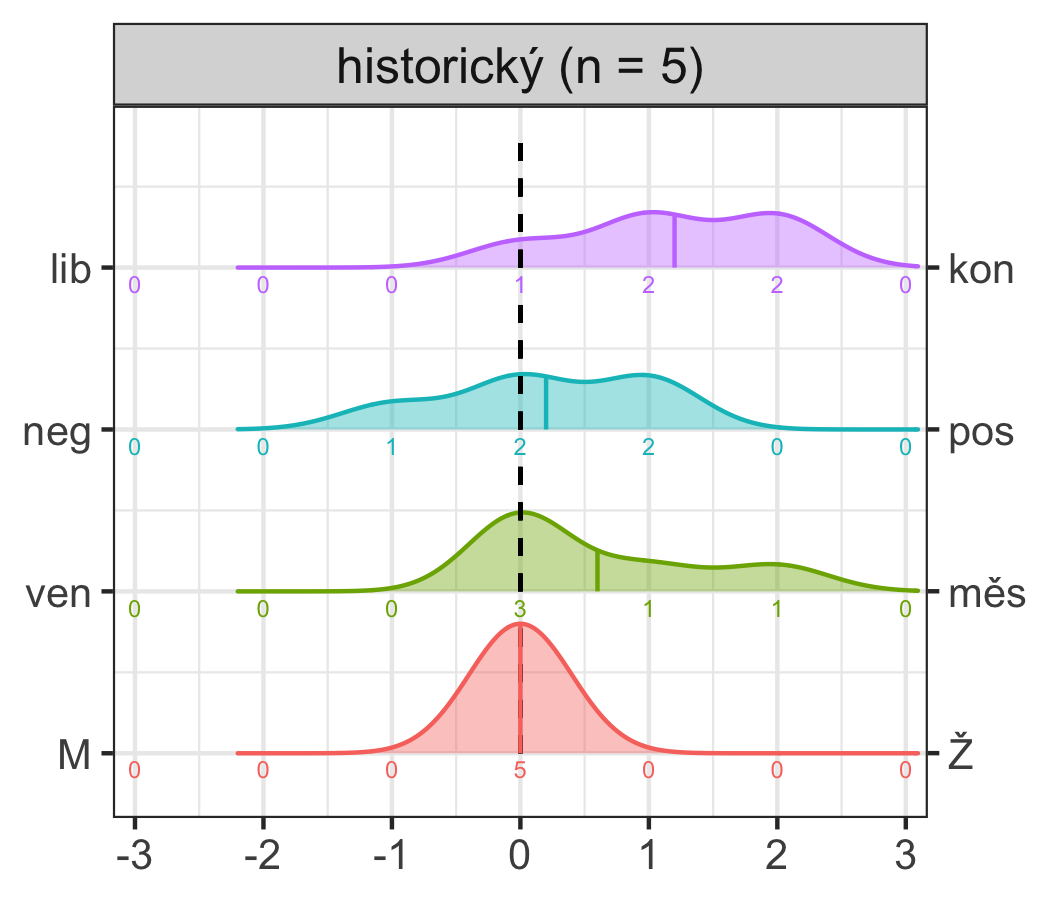 historický (n = 5)
lib kon
0 0 0 1 2 2 0
neg pos
0 0 1 2 2 0 0
ven měs
0 0 0 3 1 1 0
M Ž
0 0 0 5 0 0 0
-3 -2 -1 0 1 2 3